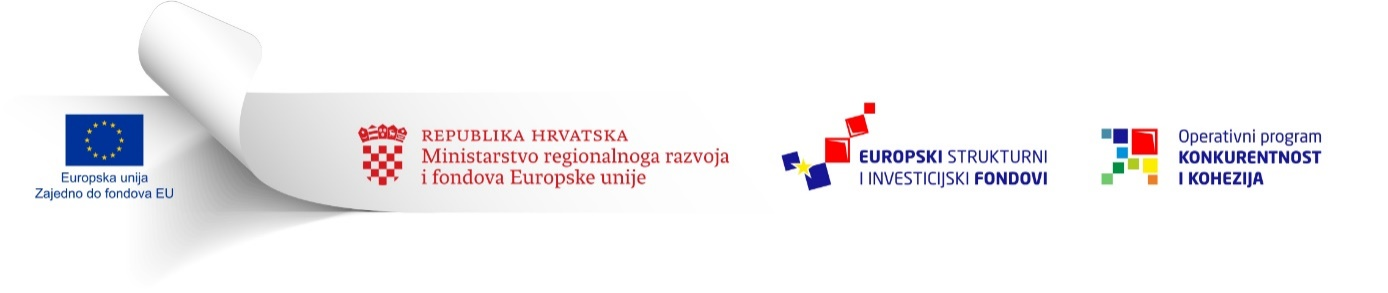 Europska unija
Zajedno do fondova EU
REPUBLIKA HRVATSKA
Ministarstvo regionalnoga razvoja
i fondova Europske unije
EUROPSKI STRUKTURNI
I INVESTICIJSKI FONDOVI
Operativni program
KONKURENTNOST
I KOHEZIJA